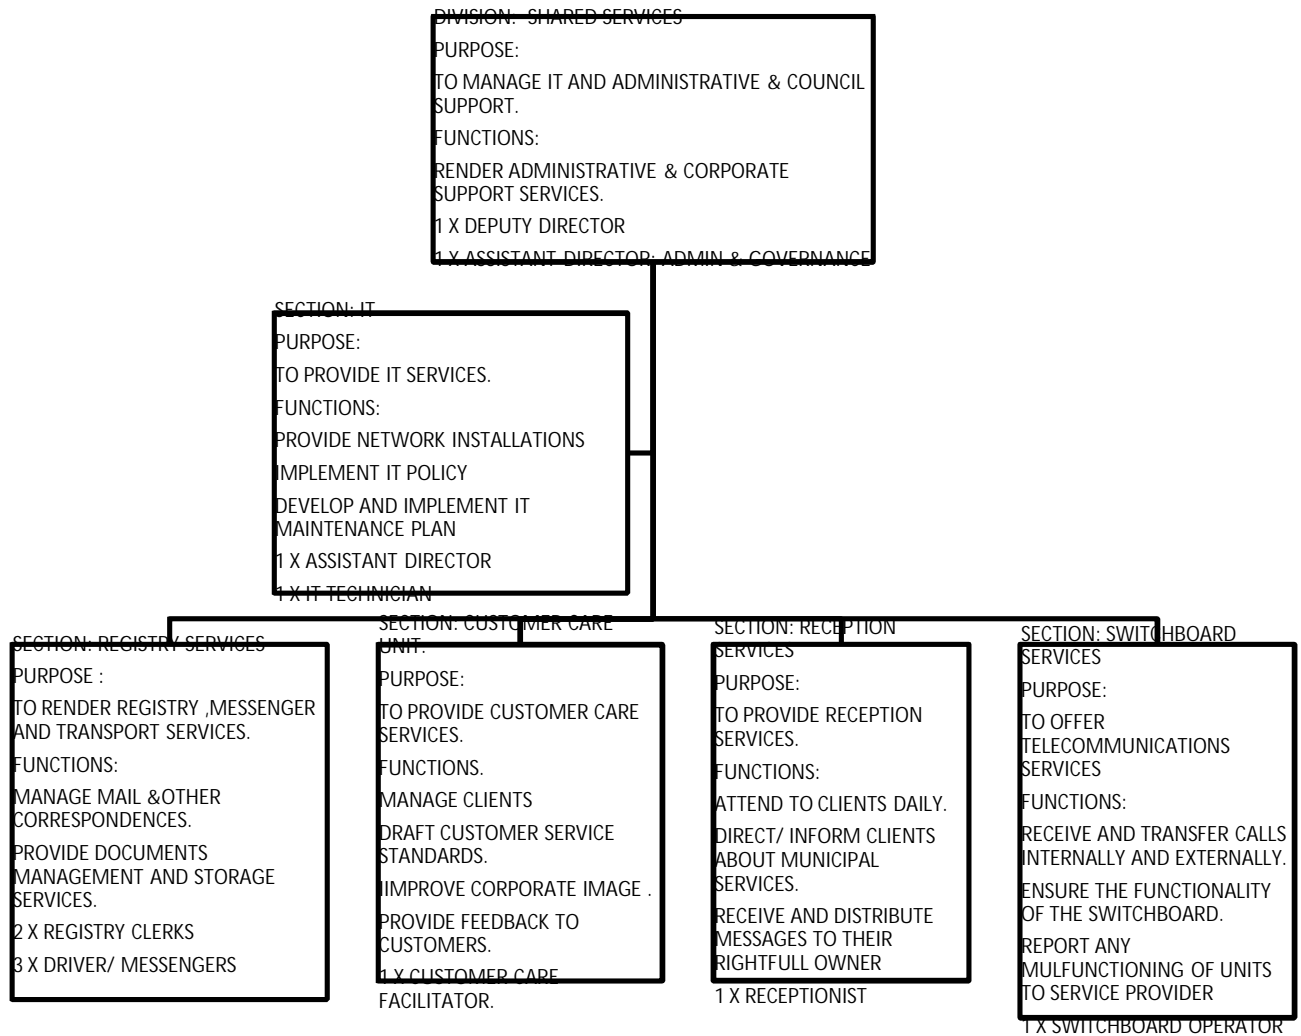 DIVISION:  SHARED SERVICES
PURPOSE:
TO MANAGE IT AND ADMINISTRATIVE & COUNCIL
SUPPORT.
FUNCTIONS:
RENDER ADMINISTRATIVE & CORPORATE
SUPPORT SERVICES.
1 X DEPUTY DIRECTOR
1 X ASSISTANT DIRECTOR: ADMIN & GOVERNANCE
SECTION: IT
PURPOSE:
TO PROVIDE IT SERVICES.
FUNCTIONS:
PROVIDE NETWORK INSTALLATIONS
IMPLEMENT IT POLICY
DEVELOP AND IMPLEMENT IT
MAINTENANCE PLAN
1 X ASSISTANT DIRECTOR
1 X IT TECHNICIAN
SECTION: REGISTRY SERVICES
PURPOSE :
TO RENDER REGISTRY ,MESSENGER
AND TRANSPORT SERVICES.
FUNCTIONS:
MANAGE MAIL &OTHER
CORRESPONDENCES.
PROVIDE DOCUMENTS
MANAGEMENT AND STORAGE
SERVICES.
2 X REGISTRY CLERKS
3 X DRIVER/ MESSENGERS
SECTION: CUSTOMER CARE
UNIT.
PURPOSE:
TO PROVIDE CUSTOMER CARE
SERVICES.
FUNCTIONS.
MANAGE CLIENTS
DRAFT CUSTOMER SERVICE
STANDARDS.
IIMPROVE CORPORATE IMAGE .
PROVIDE FEEDBACK TO
CUSTOMERS.
1 X CUSTOMER CARE
FACILITATOR.
SECTION: RECEPTION
SERVICES
PURPOSE:
TO PROVIDE RECEPTION
SERVICES.
FUNCTIONS:
ATTEND TO CLIENTS DAILY.
DIRECT/ INFORM CLIENTS
ABOUT MUNICIPAL
SERVICES.
RECEIVE AND DISTRIBUTE
MESSAGES TO THEIR
RIGHTFULL OWNER
1 X RECEPTIONIST
SECTION: SWITCHBOARD
SERVICES
PURPOSE:
TO OFFER
TELECOMMUNICATIONS
SERVICES
FUNCTIONS:
RECEIVE AND TRANSFER CALLS
INTERNALLY AND EXTERNALLY.
ENSURE THE FUNCTIONALITY
OF THE SWITCHBOARD.
REPORT ANY
MULFUNCTIONING OF UNITS
TO SERVICE PROVIDER
1 X SWITCHBOARD OPERATOR